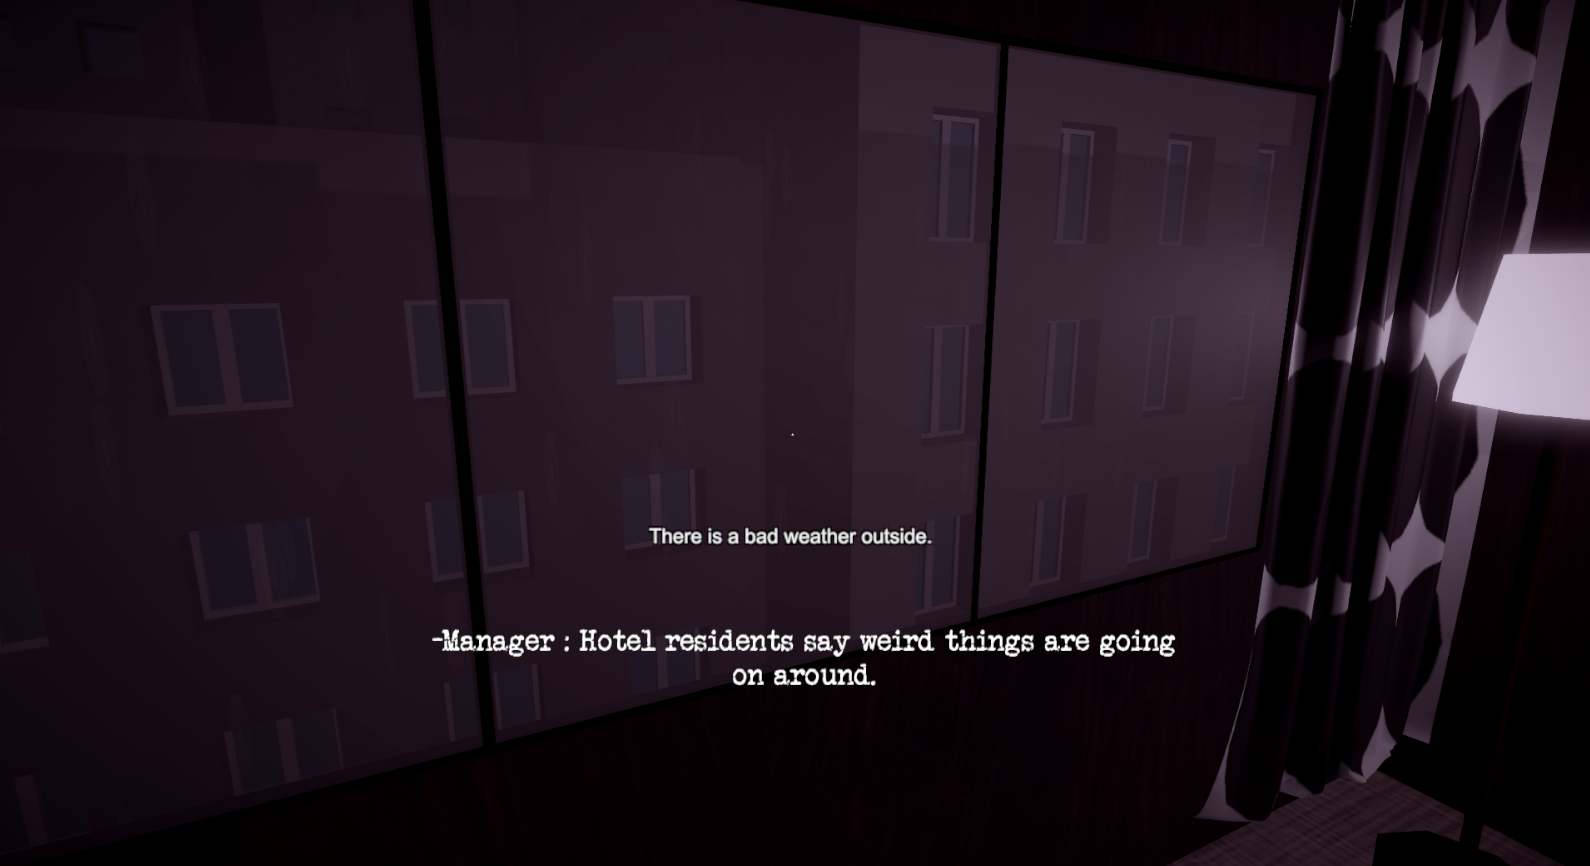 There is a bad weather outside.
-Manager : Hotel residents say weird things are going
on around.